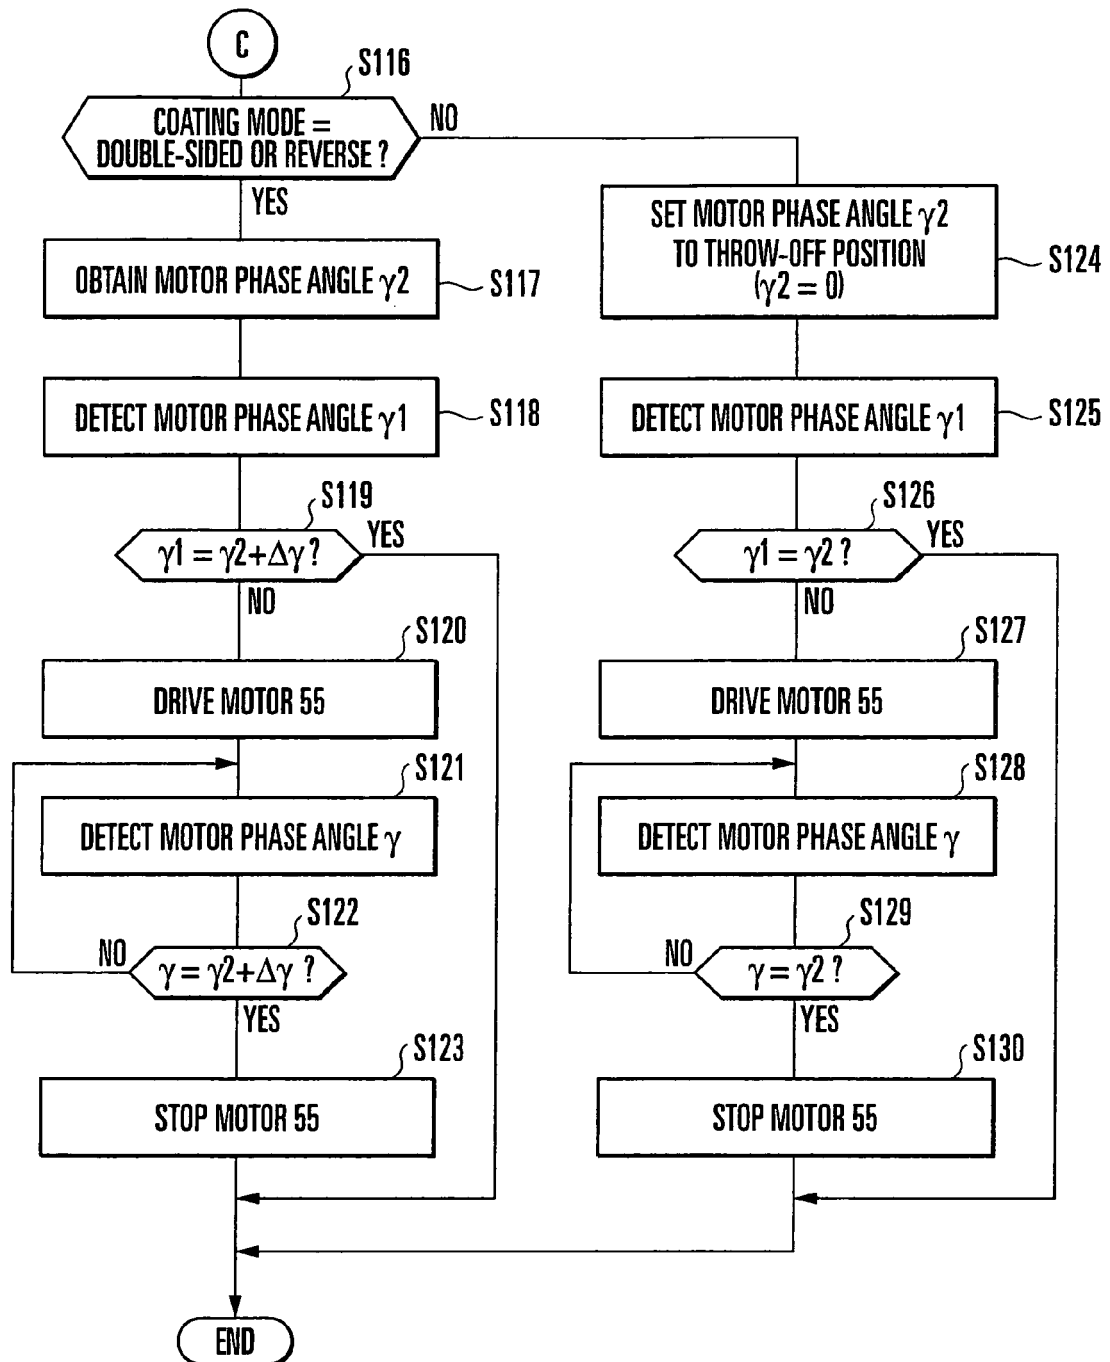 C
S116
COATING MODE =
DOUBLE-SIDED OR REVERSE ?
NO
YES
OBTAIN MOTOR PHASE ANGLE γ2
S117
DETECT MOTOR PHASE ANGLE γ1
S118
S119
γ1 = γ2+Δγ ?
YES
NO
S120
DRIVE MOTOR 55
S121
DETECT MOTOR PHASE ANGLE γ
S122
NO
γ = γ2+Δγ ?
YES
S123
STOP MOTOR 55
SET MOTOR PHASE ANGLE γ2
TO THROW-OFF POSITION
(γ2 = 0)
S124
DETECT MOTOR PHASE ANGLE γ1
S125
S126
γ1 = γ2 ?
YES
NO
S127
DRIVE MOTOR 55
S128
DETECT MOTOR PHASE ANGLE γ
S129
NO
γ = γ2 ?
YES
S130
STOP MOTOR 55
END